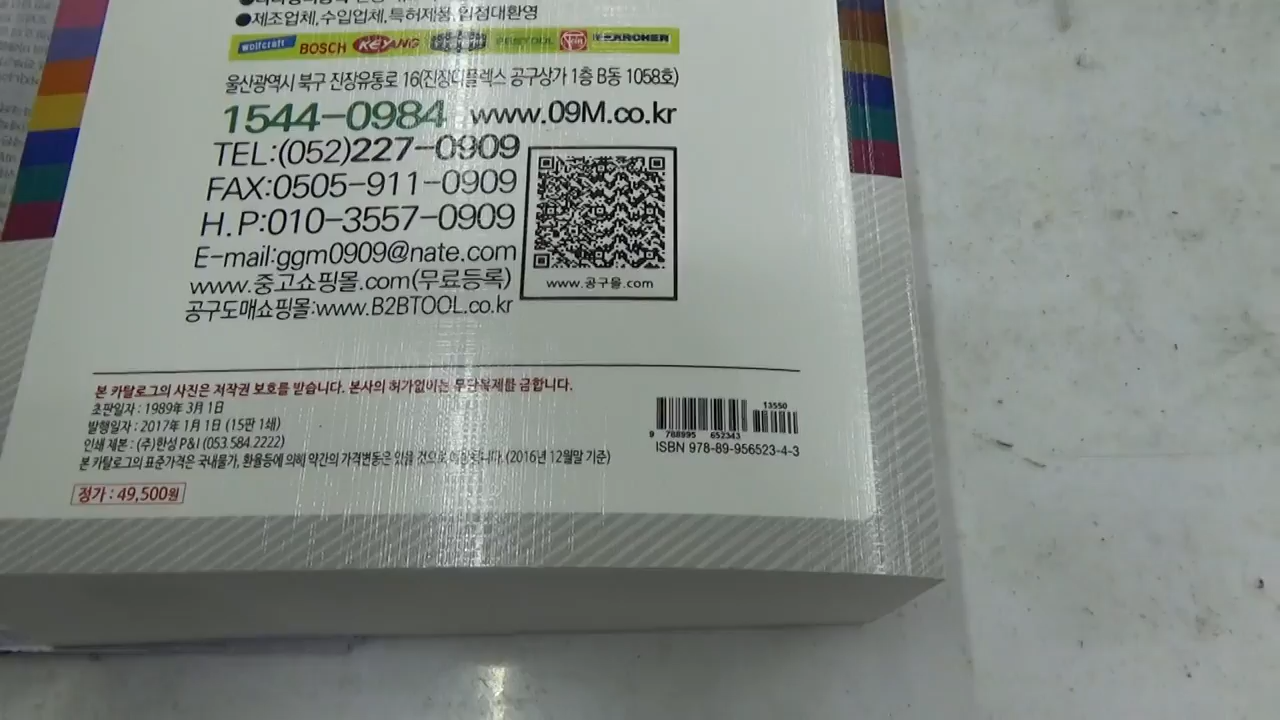 ●제조업체, 수입업체, 특허제품, 입점대환영
wolfcraft BOSCH KEYANG FESTOOL Fein KÄRCHER
울산광역시 북구 진장유통로 16(진장디플렉스 공구상가 1층 B동 1058호)
1544-0984 www.09M.co.kr
TEL:(052)227-0909
FAX:0505-911-0909
H.P:010-3557-0909
E-mail:ggm0909@nate.com
www.중고쇼핑몰.com(무료등록)
공구도매쇼핑몰:www.B2BTOOL.co.kr
www.공구몰.com
본 카탈로그의 사진은 저작권 보호를 받습니다. 본사의 허가없이는 무단복제를 금합니다.
초판일자 : 1989年 3月 1日
발행일자 : 2017年 1月 1日 (15판 1쇄)
인쇄 제본 : (주)한성 P&I (053.584.2222)
본 카탈로그의 표준가격은 국내물가, 환율등에 의해 약간의 가격변동은 있을 것으로 예상됩니다. (2016년 12월말 기준)
정가 : 49,500원
13550
9 788995 652343
ISBN 978-89-956523-4-3